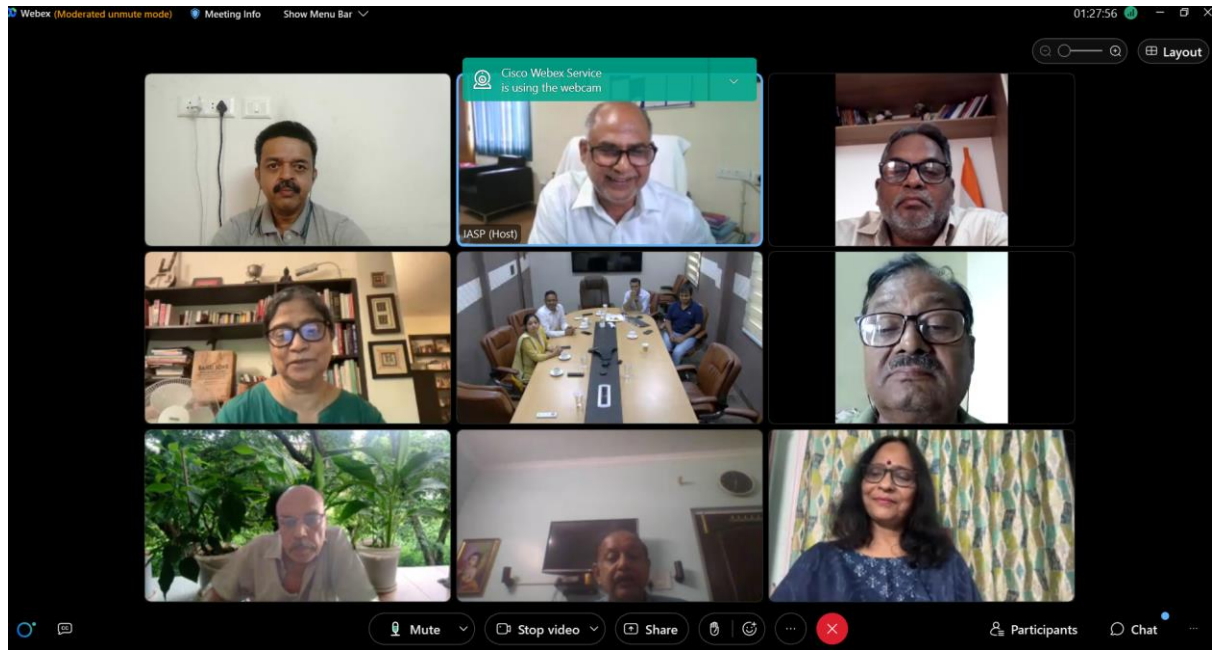 Webex (Moderated unmute mode) Meeting Info Show Menu Bar 01:27:56
Layout
Cisco Webex Service
is using the webcam
IASP (Host)
Mute Stop video Share Participants Chat